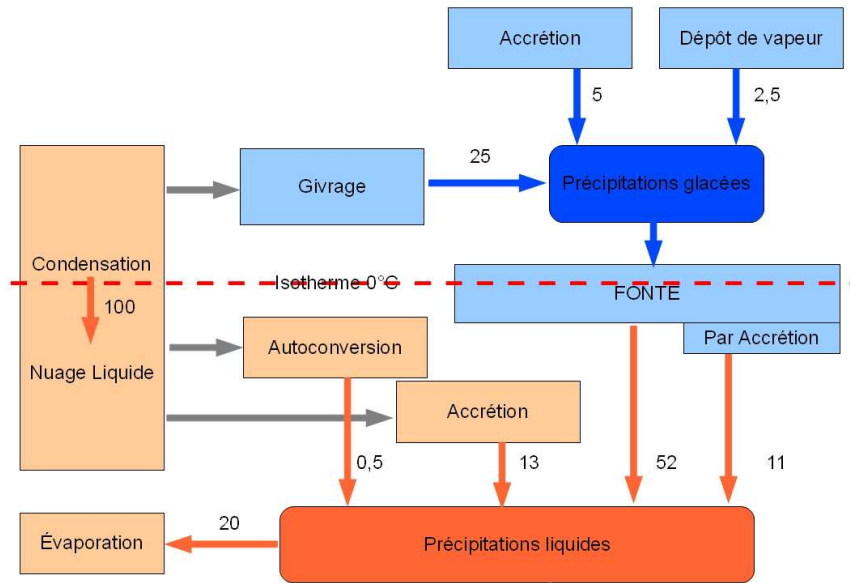 Accrétion
Dépôt de vapeur
5
2,5
25
Givrage
Précipitations glacées
Condensation
Isotherme 0°C
FONTE
100
Par Accrétion
Autoconversion
Nuage Liquide
Accrétion
0,5
13
52
11
20
Évaporation
Précipitations liquides